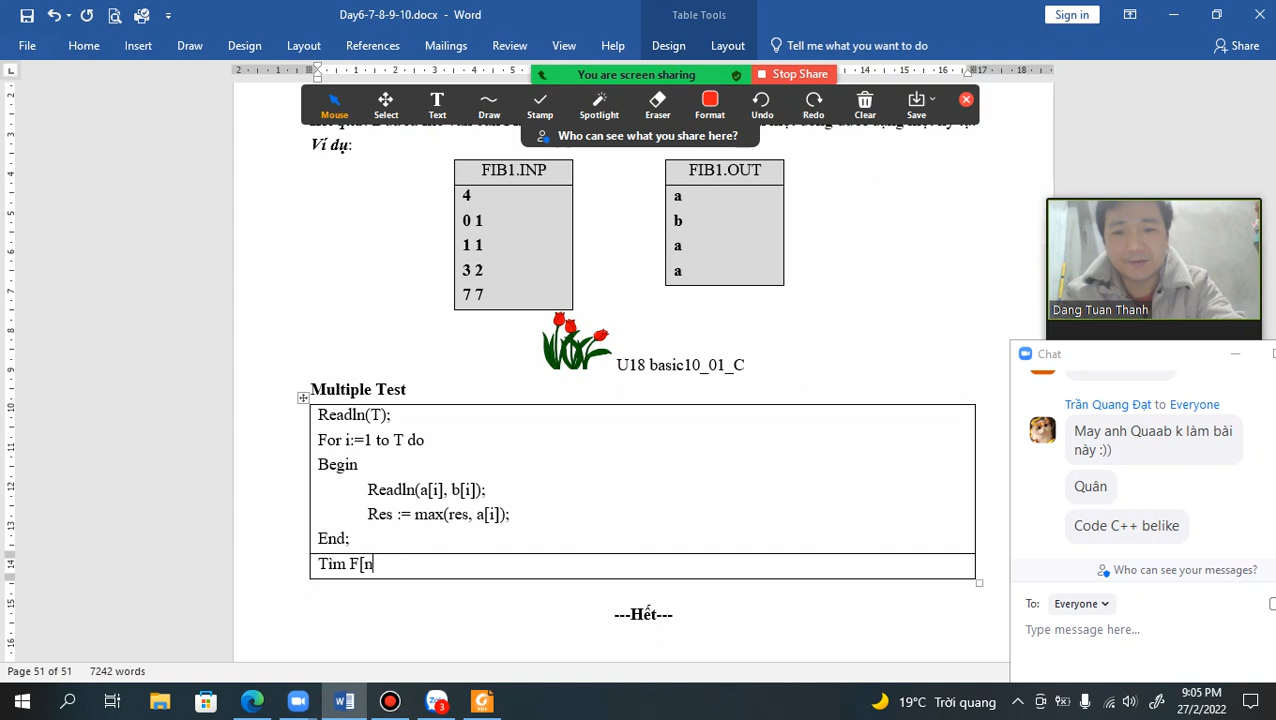 Day6-7-8-9-10.docx - Word
Table Tools
Sign in
File
Home
Insert
Draw
Design
Layout
References
Mailings
Review
View
Help
Design
Layout
Tell me what you want to do
Share
You are screen sharing
Stop Share
Mouse
Select
Text
Draw
Stamp
Spotlight
Eraser
Format
Undo
Redo
Clear
Save
Who can see what you share here?
Ví dụ:
FIB1.INP
4
0 1
1 1
3 2
7 7
FIB1.OUT
a
b
a
a
U18 basic10_01_C
Multiple Test
Readln(T);
For i:=1 to T do
Begin
Readln(a[i], b[i]);
Res := max(res, a[i]);
End;
Tìm F[n
---Hết---
Dang Tuan Thanh
Chat
Trần Quang Đạt to Everyone
May anh Quaab k làm bài
này :))
Quân
Code C++ belike
Who can see your messages?
To: Everyone
Type message here...
Page 51 of 51
7242 words
3
19°C Trời quang
9:05 PM
27/2/2022